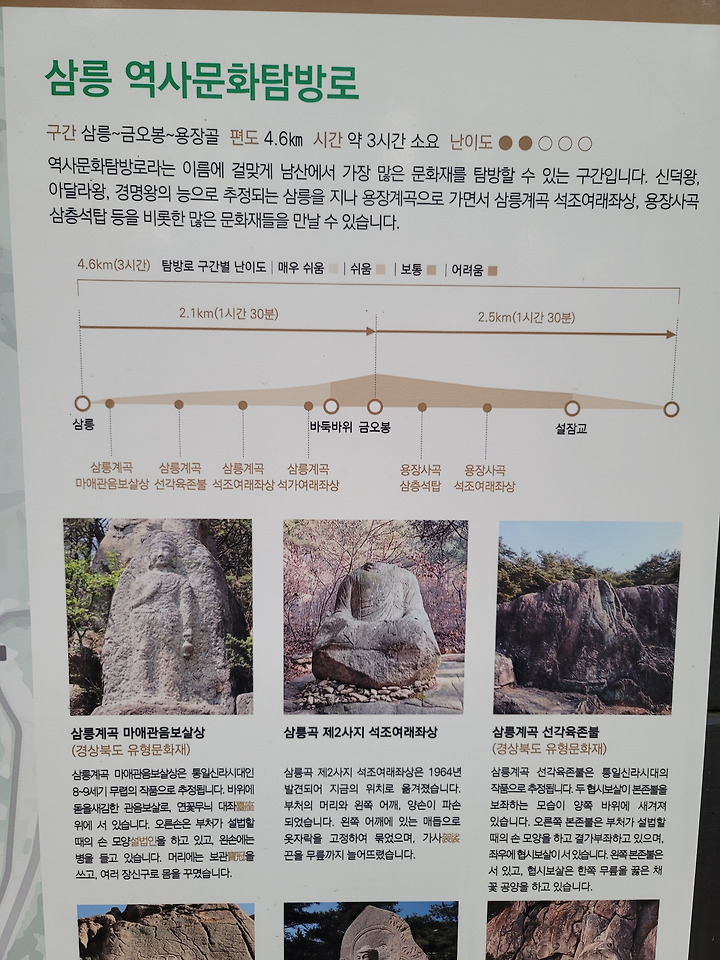 삼릉 역사문화탐방로
구간 삼릉~금오봉~용장골 편도 4.6km 시간 약 3시간 소요 난이도 ●●○○○
역사문화탐방로라는 이름에 걸맞게 남산에서 가장 많은 문화재를 탐방할 수 있는 구간입니다. 신덕왕,
아달라왕, 경명왕의 능으로 추정되는 삼릉을 지나 용장계곡으로 가면서 삼릉계곡 석조여래좌상, 용장사곡
삼층석탑 등을 비롯한 많은 문화재들을 만날 수 있습니다.
4.6km(3시간) 탐방로 구간별 난이도 | 매우 쉬움 | 쉬움 | 보통 | 어려움
2.1km(1시간 30분) 2.5km(1시간 30분)
삼릉 바둑바위 금오봉 설잠교
삼릉계곡 삼릉계곡 삼릉계곡 삼릉계곡 용장사곡 용장사곡
마애관음보살상 선각육존불 석조여래좌상 석가여래좌상 삼층석탑 석조여래좌상
삼릉계곡 마애관음보살상
(경상북도 유형문화재)
삼릉계곡 마애관음보살상은 통일신라시대인
8~9세기 무렵의 작품으로 추정됩니다. 바위에
돋을새김한 관음보살로, 연꽃무늬 대좌臺座
위에 서 있습니다. 오른손은 부처가 설법할
때의 손 모양설법인을 하고 있고, 왼손에는
병을 들고 있습니다. 머리에는 보관寶冠을
쓰고, 여러 장신구로 몸을 꾸몄습니다.
삼릉곡 제2사지 석조여래좌상
삼릉곡 제2사지 석조여래좌상은 1964년
발견되어 지금의 위치로 옮겨졌습니다.
부처의 머리와 왼쪽 어깨, 양손이 파손
되었습니다. 왼쪽 어깨에 있는 매듭으로
옷자락을 고정하여 묶었으며, 가사袈裟
끈을 무릎까지 늘어뜨렸습니다.
삼릉계곡 선각육존불
(경상북도 유형문화재)
삼릉계곡 선각육존불은 통일신라시대의
작품으로 추정됩니다. 두 협시보살이 본존불을
보좌하는 모습이 양쪽 바위에 새겨져
있습니다. 오른쪽 본존불은 부처가 설법할
때의 손 모양을 하고 결가부좌하고 있으며,
좌우에 협시보살이 서 있습니다. 왼쪽 본존불은
서 있고, 협시보살은 한쪽 무릎을 꿇은 채
꽃 공양을 하고 있습니다.